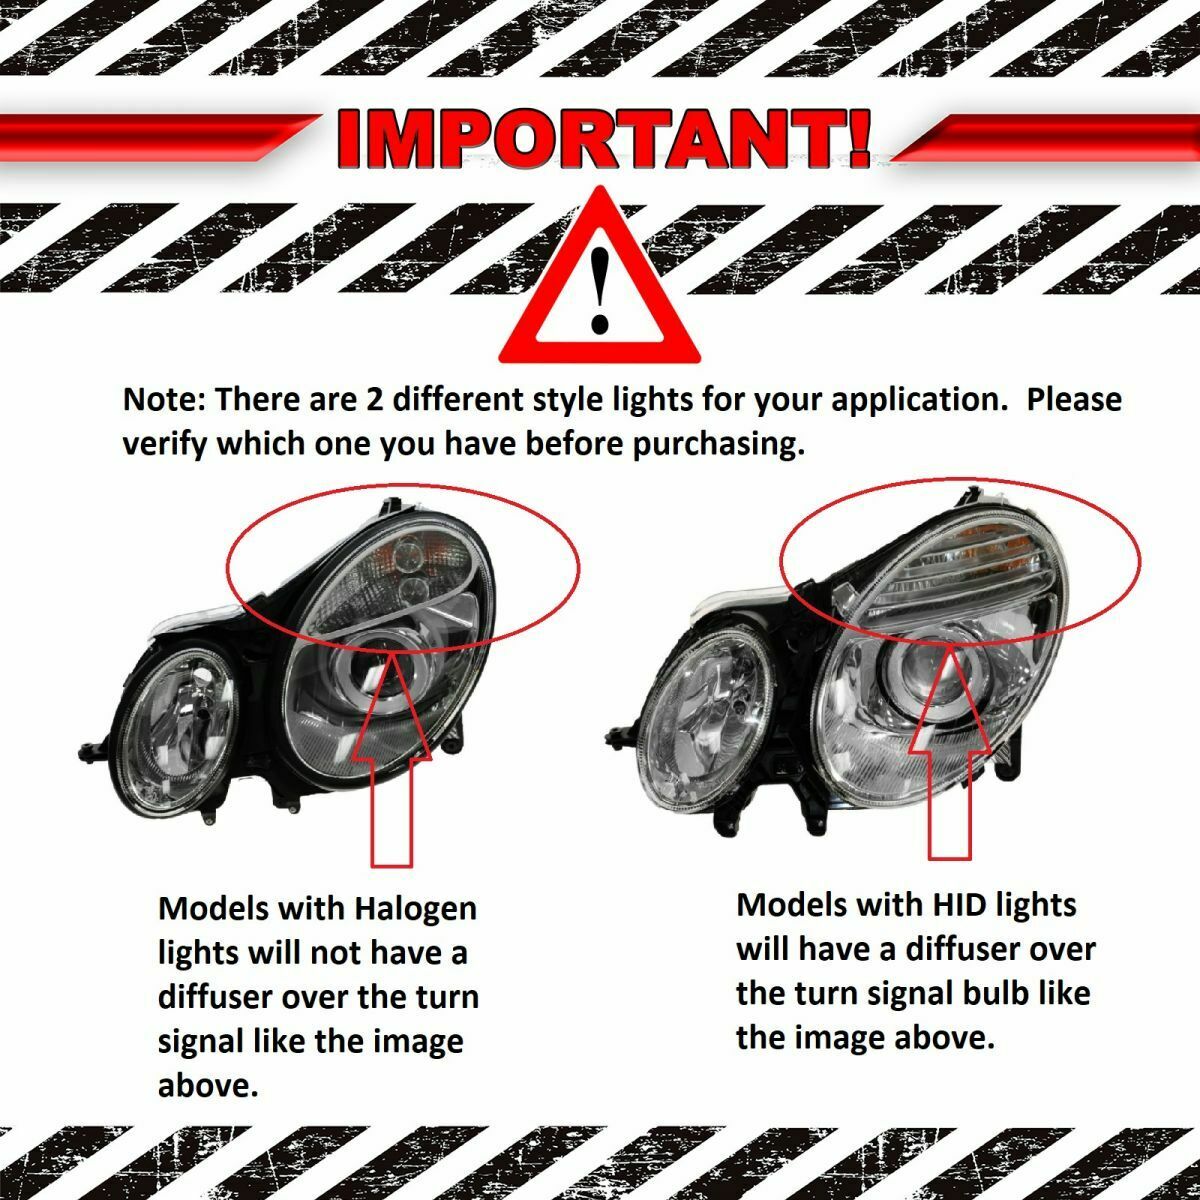 IMPORTANT!
!
Note: There are 2 different style lights for your application.  Please
verify which one you have before purchasing.
Models with Halogen
lights will not have a
diffuser over the turn
signal like the image
above.
Models with HID lights
will have a diffuser over
the turn signal bulb like
the image above.